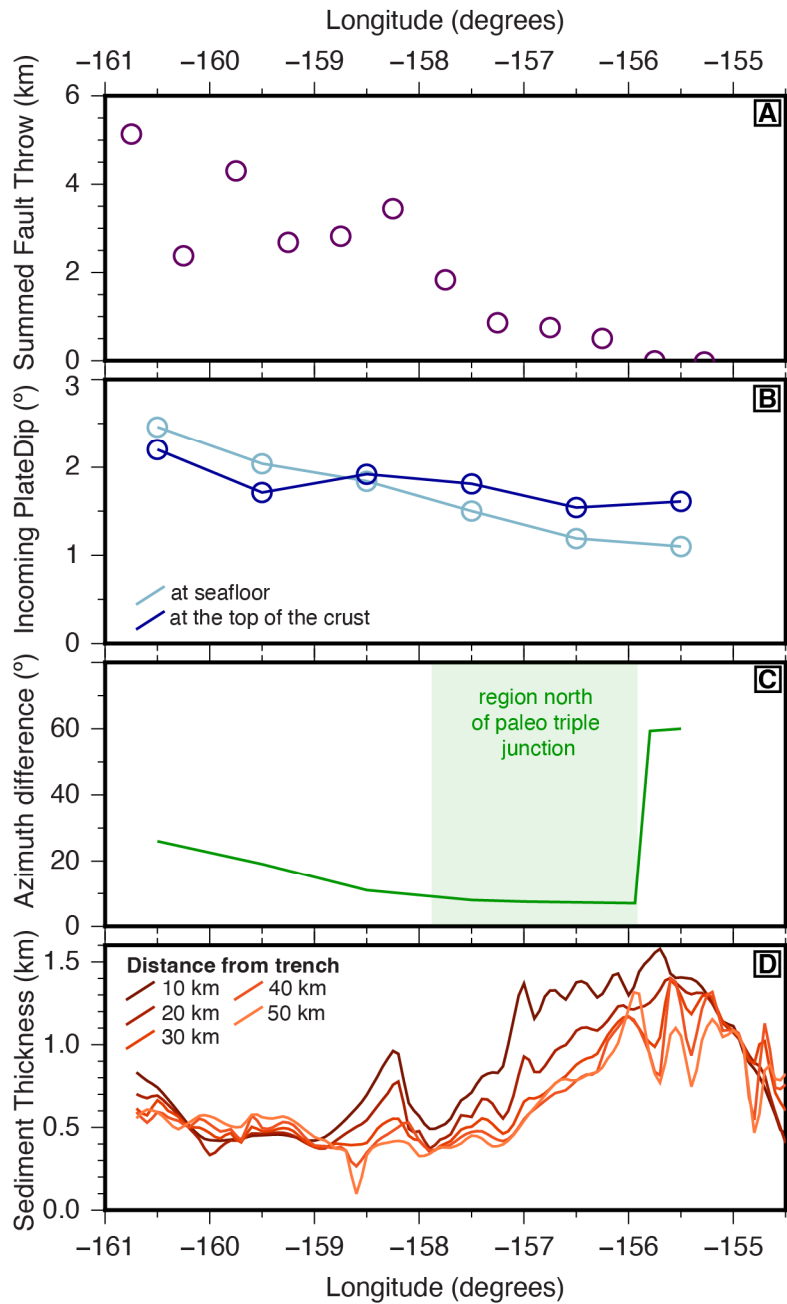 Longitude (degrees)
−161 −160 −159 −158 −157 −156 −155
Summed Fault Throw (km)
6
4
2
0
A
Incoming PlateDip (°)
3
2
1
0
B
at seafloor
at the top of the crust
Azimuth difference (°)
60
40
20
0
C
region north
of paleo triple
junction
Sediment Thickness (km)
1.5
1.0
0.5
0.0
D
Distance from trench
10 km 40 km
20 km 50 km
30 km
−161 −160 −159 −158 −157 −156 −155
Longitude (degrees)